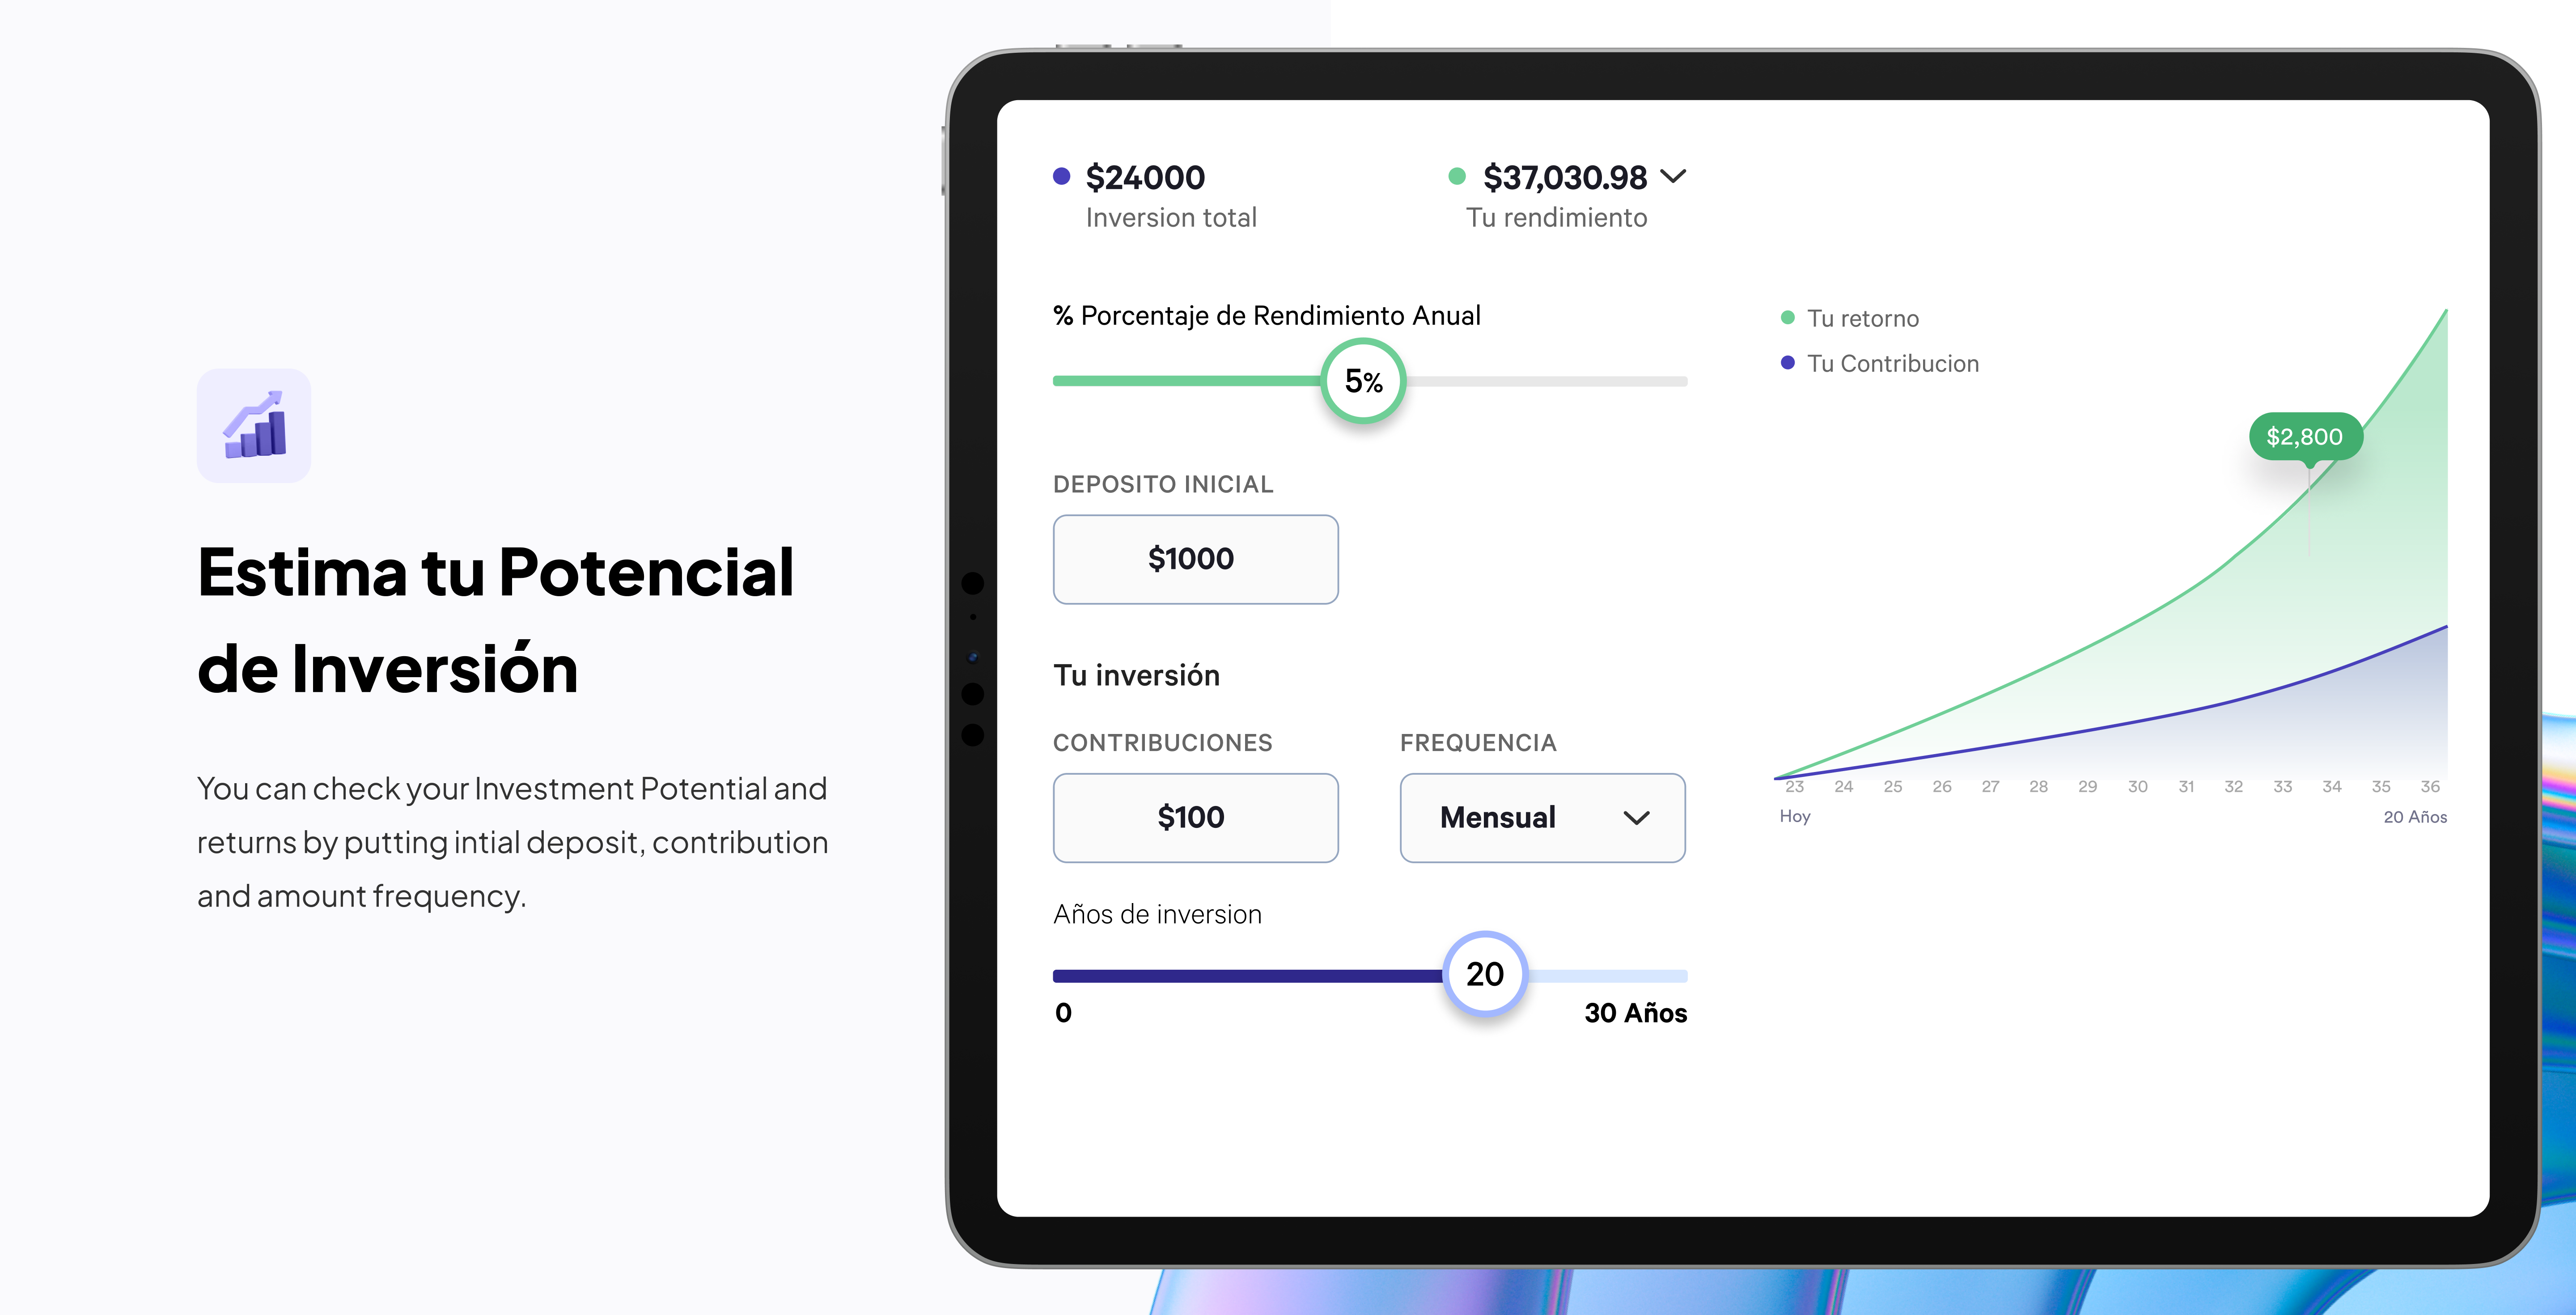 Estima tu Potencial
de Inversión
You can check your Investment Potential and
returns by putting intial deposit, contribution
and amount frequency.
$24000
Inversion total
$37,030.98
Tu rendimiento
% Porcentaje de Rendimiento Anual
5%
DEPOSITO INICIAL
$1000
Tu inversión
CONTRIBUCIONES
$100
FREQUENCIA
Mensual
Años de inversion
20
0
30 Años
Tu retorno
Tu Contribucion
$2,800
23 24 25 26 27 28 29 30 31 32 33 34 35 36
Hoy
20 Años